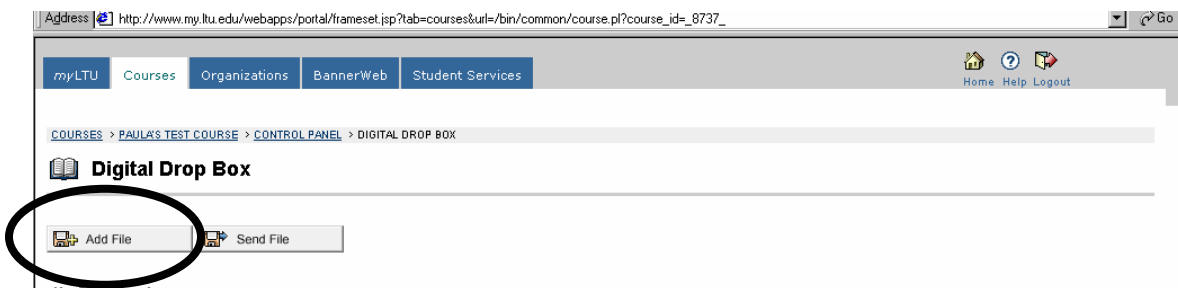 Address http://www.my.ltu.edu/webapps/portal/frameset.jsp?tab=courses&url=/bin/common/course.pl?course_id=_8737_ Go
myLTU Courses Organizations BannerWeb Student Services
Home Help Logout
COURSES > PAULA'S TEST COURSE > CONTROL PANEL > DIGITAL DROP BOX
Digital Drop Box
Add File Send File